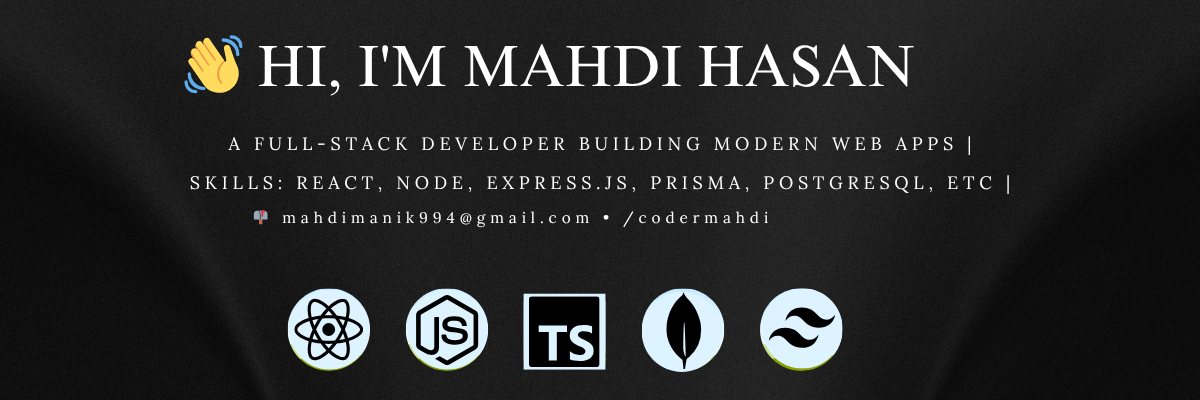 👋 HI, I'M MAHDI HASAN
A FULL-STACK DEVELOPER BUILDING MODERN WEB APPS |
SKILLS: REACT, NODE, EXPRESS.JS, PRISMA, POSTGRESQL, ETC |
📬 mahdimanik994@gmail.com • /codermahdi
JS TS